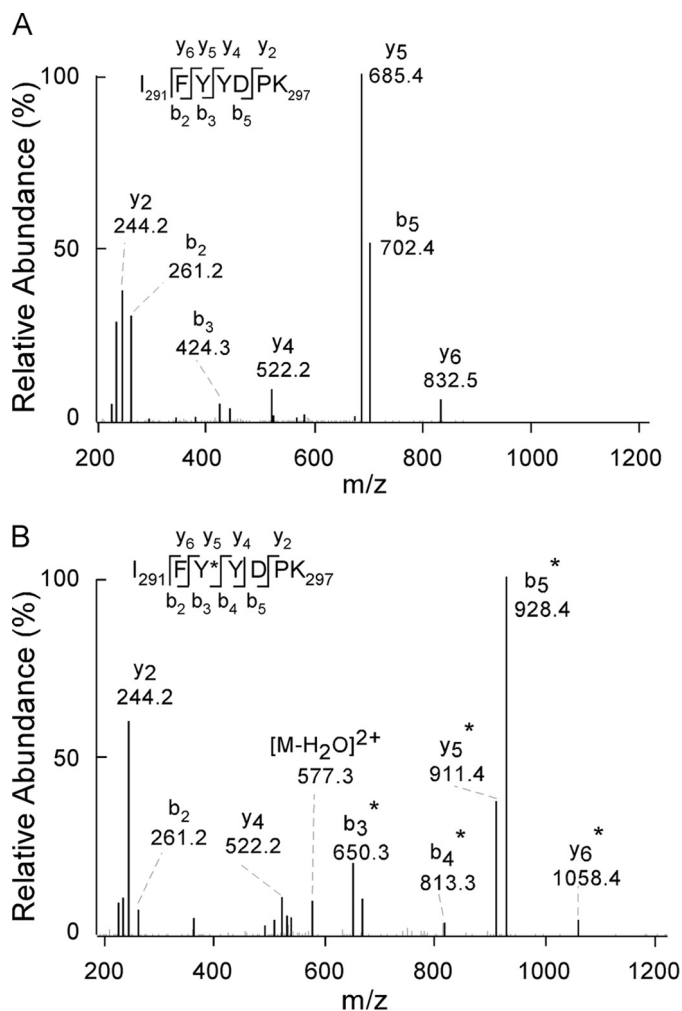 A
y6 y5 y4 y2
I291FYYDPK297
b2 b3 b5
Relative Abundance (%)
100
50
0
y2
244.2
b2
261.2
b3
424.3
y4
522.2
y5
685.4
b5
702.4
y6
832.5
200 400 600 800 1000 1200
m/z
B
y6 y5 y4 y2
I291FY*YDPK297
b2 b3 b4 b5
Relative Abundance (%)
100
50
0
y2
244.2
b2
261.2
y4
522.2
[M-H2O]2+
577.3
b3*
650.3
b4*
813.3
y5*
911.4
b5*
928.4
y6*
1058.4
200 400 600 800 1000 1200
m/z